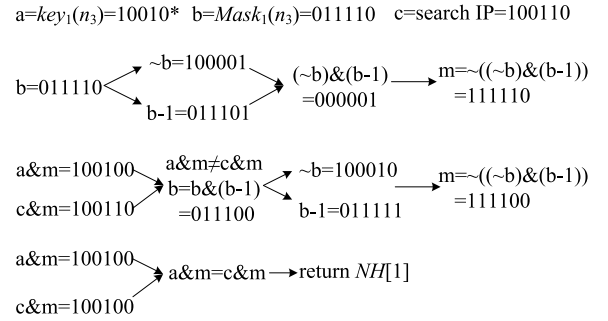 a=key₁(n₃)=10010* b=Mask₁(n₃)=011110 c=search IP=100110
b=011110
~b=100001
b-1=011101
(~b)&(b-1)
=000001
m=~((~b)&(b-1))
=111110
a&m=100100
c&m=100110
a&m≠c&m
b=b&(b-1)
=011100
~b=100010
b-1=011111
m=~((~b)&(b-1))
=111100
a&m=100100
c&m=100100
a&m=c&m
return NH[1]